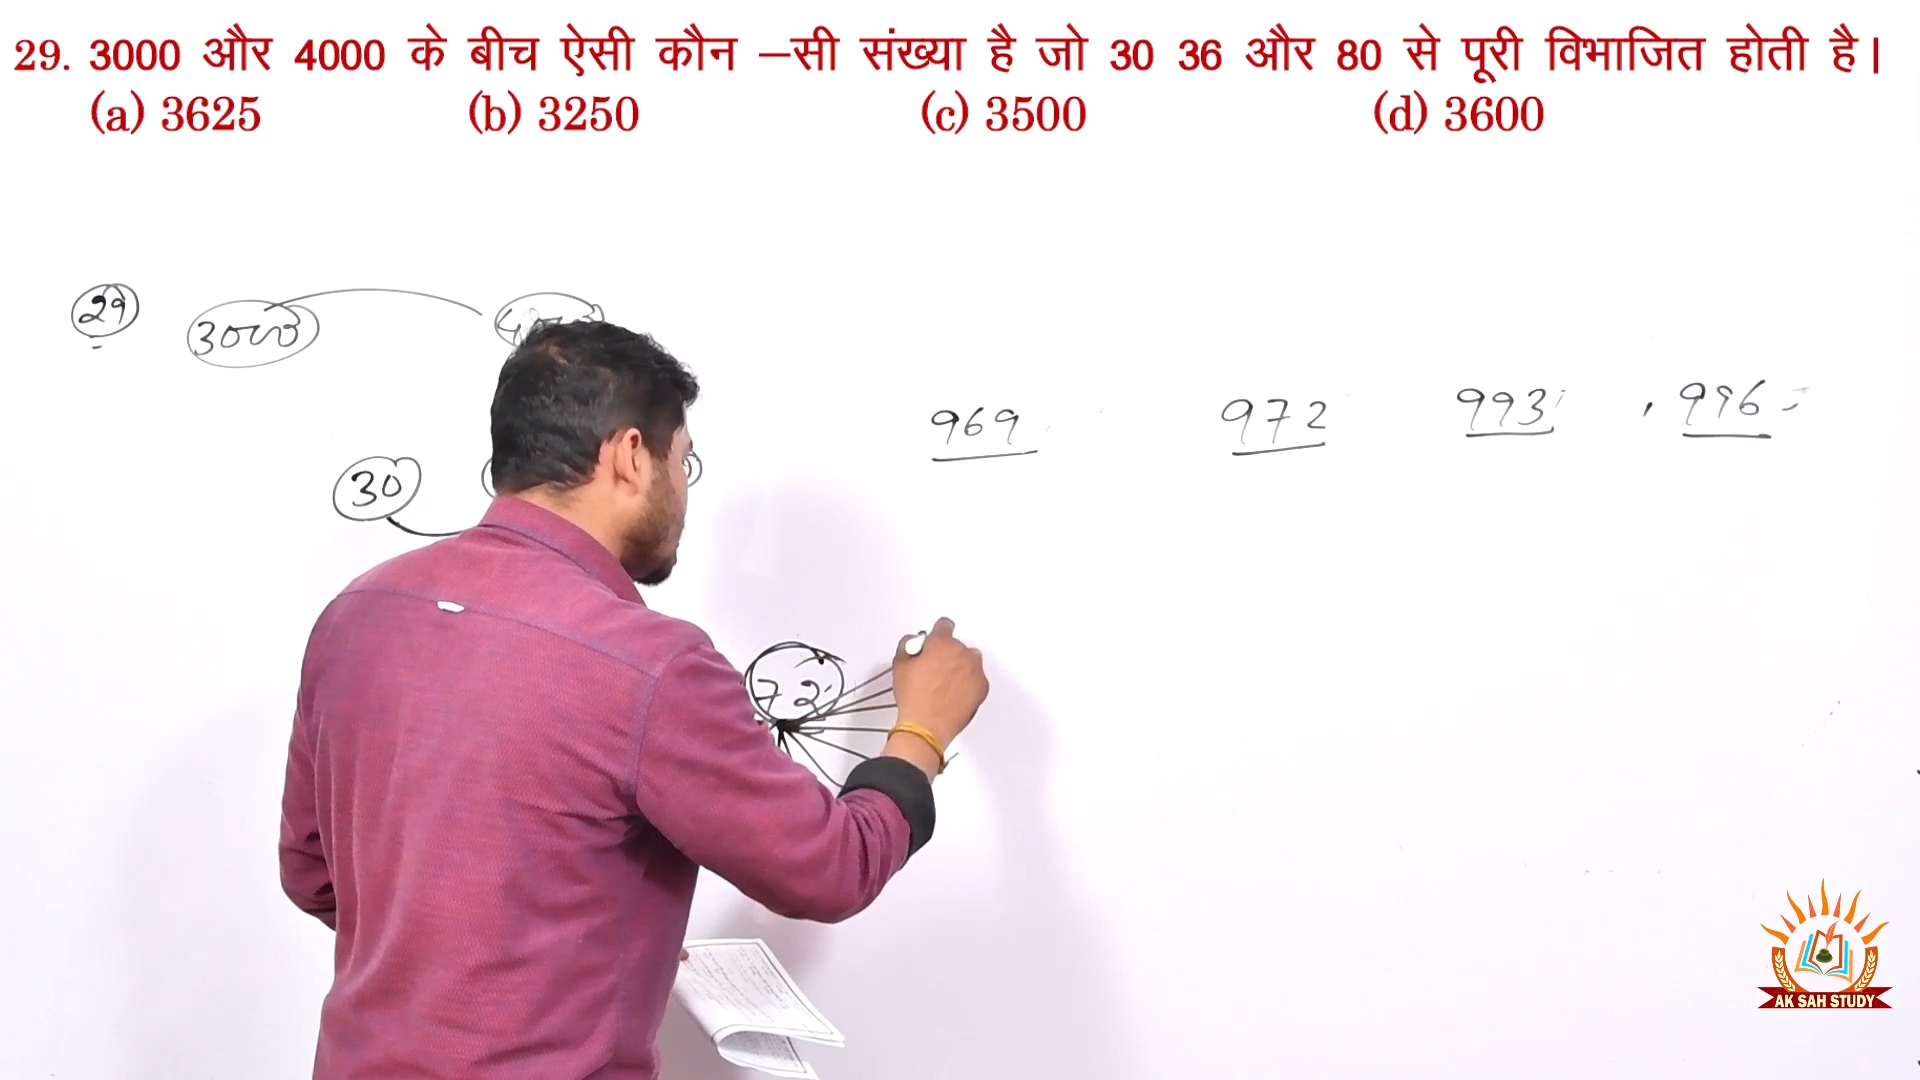 29. 3000 और 4000 के बीच ऐसी कौन –सी संख्या है जो 30 36 और 80 से पूरी विभाजित होती है।
(a) 3625 (b) 3250 (c) 3500 (d) 3600
29 3000
969 972 993 , 996
30
72
AK SAH STUDY